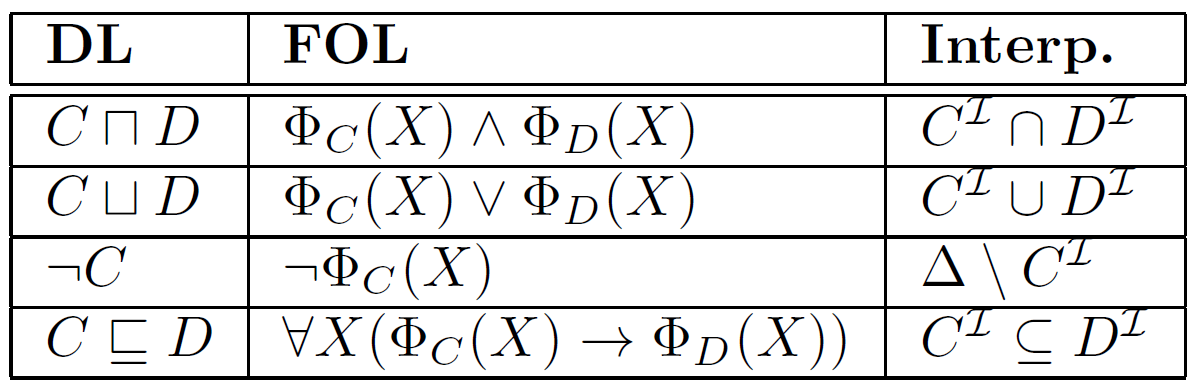 DL FOL Interp.
C ⊓ D Φ_C(X) ∧ Φ_D(X) C^ℐ ∩ D^ℐ
C ⊔ D Φ_C(X) ∨ Φ_D(X) C^ℐ ∪ D^ℐ
¬C ¬Φ_C(X) Δ \ C^ℐ
C ⊑ D ∀X(Φ_C(X) → Φ_D(X)) C^ℐ ⊆ D^ℐ